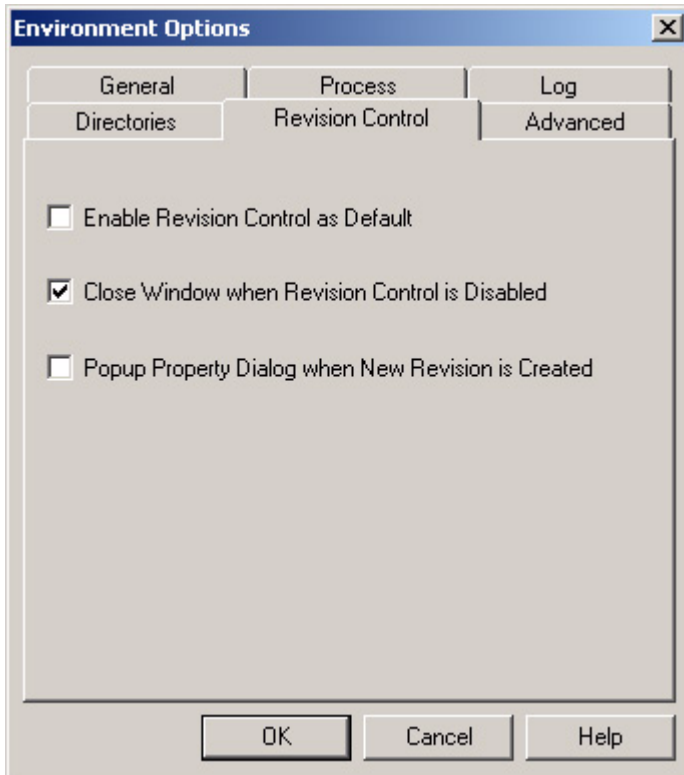 Environment Options
General Process Log
Directories Revision Control Advanced
Enable Revision Control as Default
Close Window when Revision Control is Disabled
Popup Property Dialog when New Revision is Created
OK Cancel Help